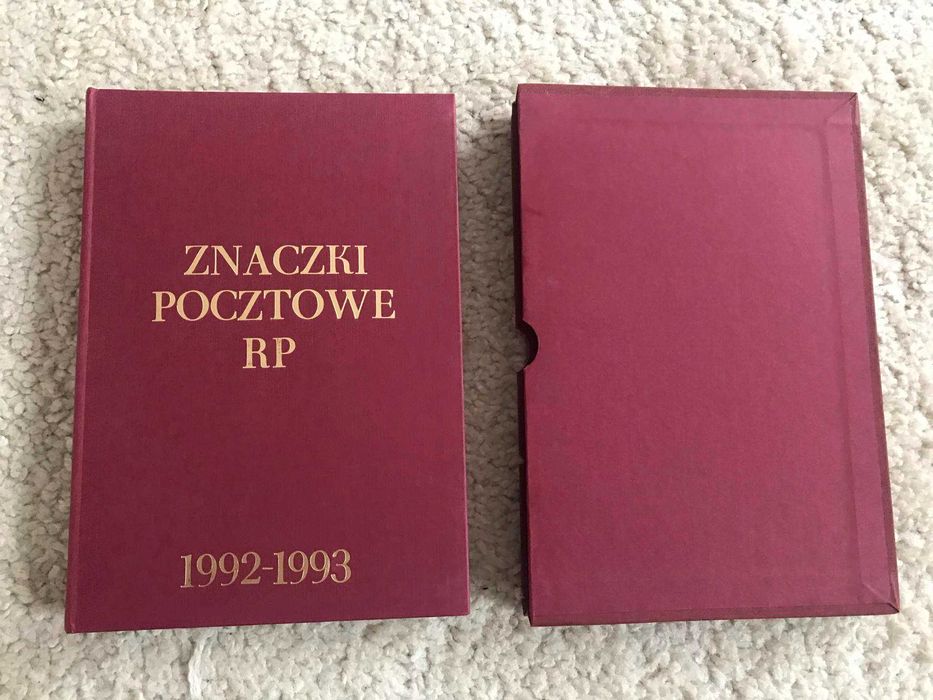 ZNACZKI
POCZTOWE
RP
1992-1993